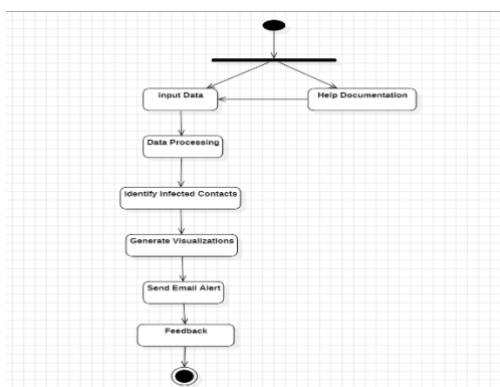 Input Data
Help Documentation
Data Processing
Identify Infected Contacts
Generate Visualizations
Send Email Alert
Feedback